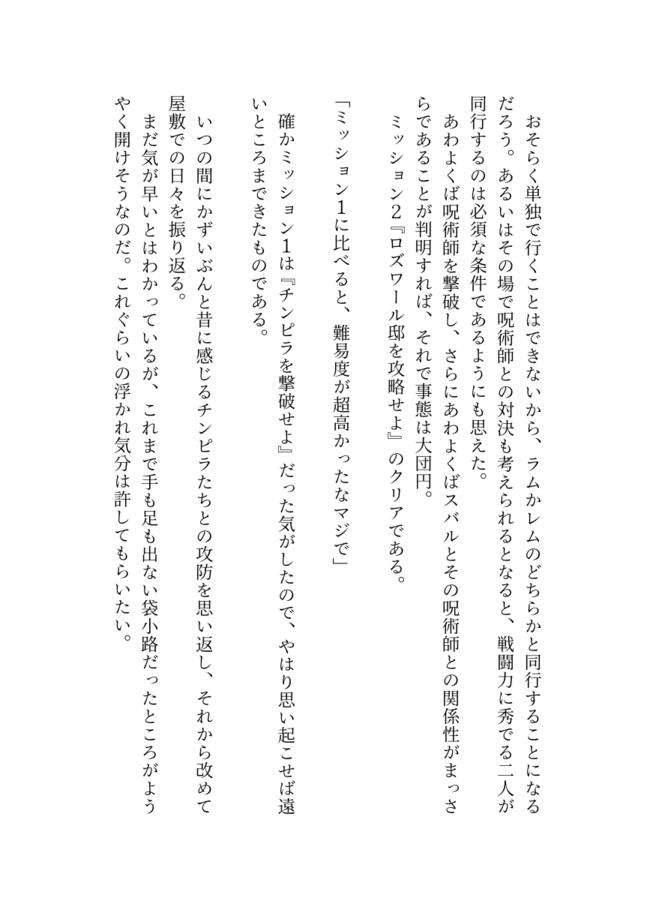 おそらく単独で行くことはできないから、ラムかレムのどちらかと同行することになる
だろう。あるいはその場で呪術師との対決も考えられるとなると、戦闘力に秀でる二人が
同行するのは必須な条件であるようにも思えた。
あわよくば呪術師を撃破し、さらにあわよくばスバルとその呪術師との関係性がまっさ
らであることが判明すれば、それで事態は大団円。
ミッション２『ロズワール邸を攻略せよ』のクリアである。
「ミッション１に比べると、難易度が超高かったなマジで」
確かミッション１は『チンピラを撃破せよ』だった気がしたので、やはり思い起こせば遠
いところまできたものである。
いつの間にかずいぶんと昔に感じるチンピラたちとの攻防を思い返し、それから改めて
屋敷での日々を振り返る。
まだ気が早いとはわかっているが、これまで手も足も出ない袋小路だったところがよう
やく開けそうなのだ。これぐらいの浮かれ気分は許してもらいたい。